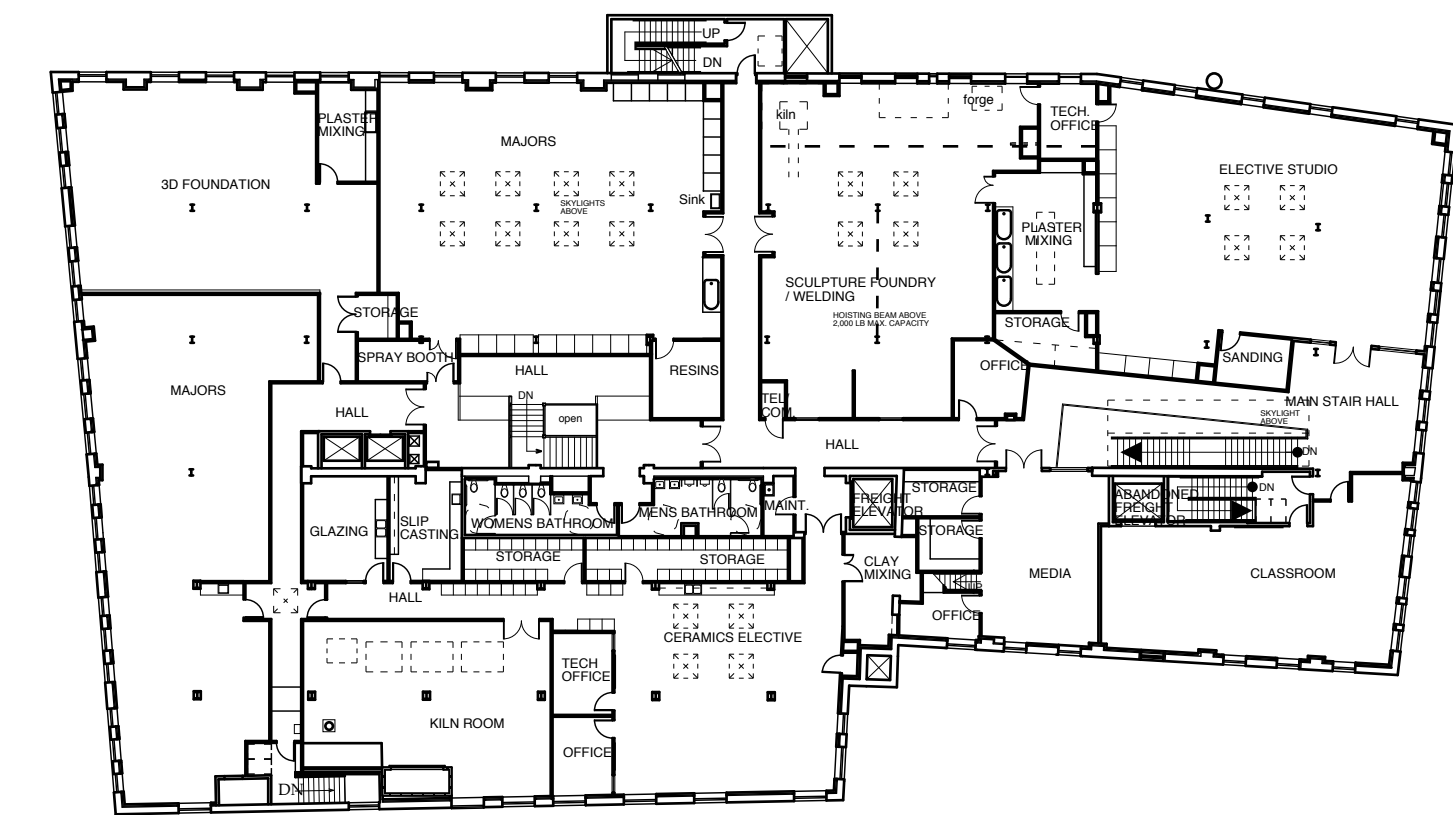 UP
DN
kiln
forge
PLASTER
MIXING
TECH.
OFFICE
MAJORS
3D FOUNDATION
ELECTIVE STUDIO
Sink
SKYLIGHTS
ABOVE
PLASTER
MIXING
SCULPTURE FOUNDRY
/ WELDING
STORAGE
HOISTING BEAM ABOVE
2,000 LB MAX. CAPACITY
STORAGE
SPRAY BOOTH
SANDING
HALL
RESINS
OFFICE
MAJORS
DN
TEL/
COM.
MAIN STAIR HALL
HALL
open
SKYLIGHT
ABOVE
HALL
DN
STORAGE
DN
ABANDONED
FREIGHT
ELEVATOR
FREIGHT
ELEVATOR
MAINT.
MENS BATHROOM
WOMENS BATHROOM
SLIP
CASTING
GLAZING
STORAGE
STORAGE
STORAGE
CLAY
MIXING
MEDIA
CLASSROOM
UP
HALL
OFFICE
CERAMICS ELECTIVE
TECH
OFFICE
KILN ROOM
OFFICE
DN